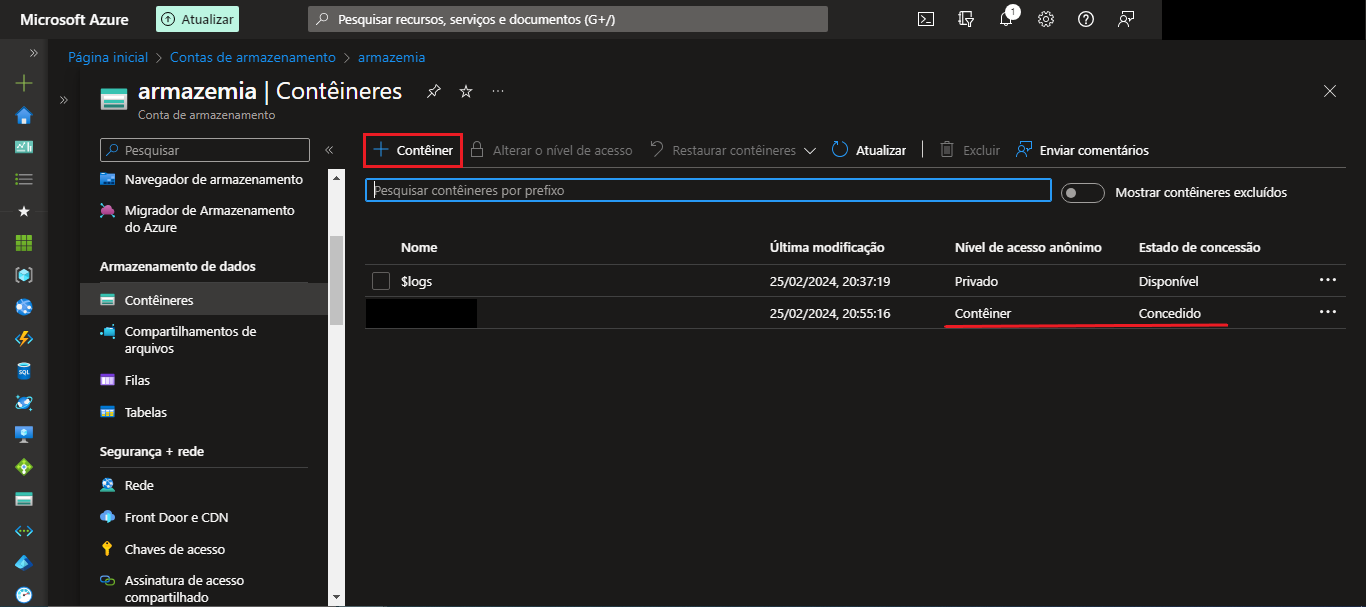 Microsoft Azure
Atualizar
Pesquisar recursos, serviços e documentos (G+/)
1
Página inicial > Contas de armazenamento > armazemia
armazemia | Contêineres
Conta de armazenamento
Pesquisar
Navegador de armazenamento
Migrador de Armazenamento
do Azure
Armazenamento de dados
Contêineres
Compartilhamentos de
arquivos
Filas
Tabelas
Segurança + rede
Rede
Front Door e CDN
Chaves de acesso
Assinatura de acesso
compartilhado
+ Contêiner
Alterar o nível de acesso
Restaurar contêineres
Atualizar
Excluir
Enviar comentários
Pesquisar contêineres por prefixo
Mostrar contêineres excluídos
Nome Última modificação Nível de acesso anônimo Estado de concessão
$logs 25/02/2024, 20:37:19 Privado Disponível
25/02/2024, 20:55:16 Contêiner Concedido